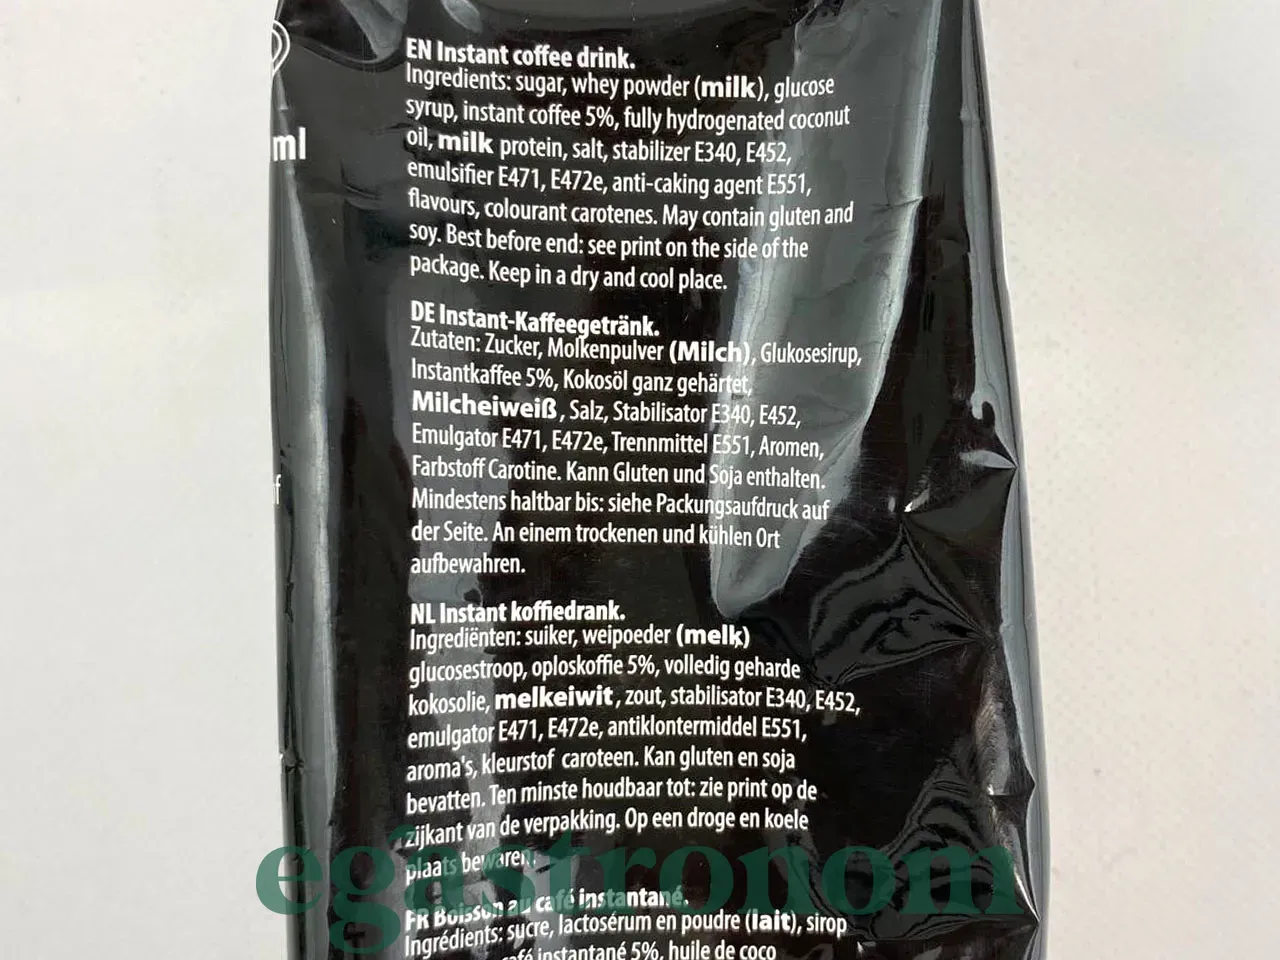 ml
f
EN Instant coffee drink.
Ingredients: sugar, whey powder (milk), glucose
syrup, instant coffee 5%, fully hydrogenated coconut
oil, milk protein, salt, stabilizer E340, E452,
emulsifier E471, E472e, anti-caking agent E551,
flavours, colourant carotenes. May contain gluten and
soy. Best before end: see print on the side of the
package. Keep in a dry and cool place.
DE Instant-Kaffeegetränk.
Zutaten: Zucker, Molkenpulver (Milch), Glukosesirup,
Instantkaffee 5%, Kokosöl ganz gehärtet,
Milcheiweiß, Salz, Stabilisator E340, E452,
Emulgator E471, E472e, Trennmittel E551, Aromen,
Farbstoff Carotine. Kann Gluten und Soja enthalten.
Mindestens haltbar bis: siehe Packungsaufdruck auf
der Seite. An einem trockenen und kühlen Ort
aufbewahren.
NL Instant koffiedrank.
Ingrediënten: suiker, weipoeder (melk)
glucosestroop, oploskoffie 5%, volledig geharde
kokosolie, melkeiwit, zout, stabilisator E340, E452,
emulgator E471, E472e, antiklontermiddel E551,
aroma's, kleurstof caroteen. Kan gluten en soja
bevatten. Ten minste houdbaar tot: zie print op de
zijkant van de verpakking. Op een droge en koele
plaats bewaren.
egastronom
FR Boisson au café instantané.
Ingrédients: sucre, lactosérum en poudre (lait), sirop
café instantané 5%, huile de coco